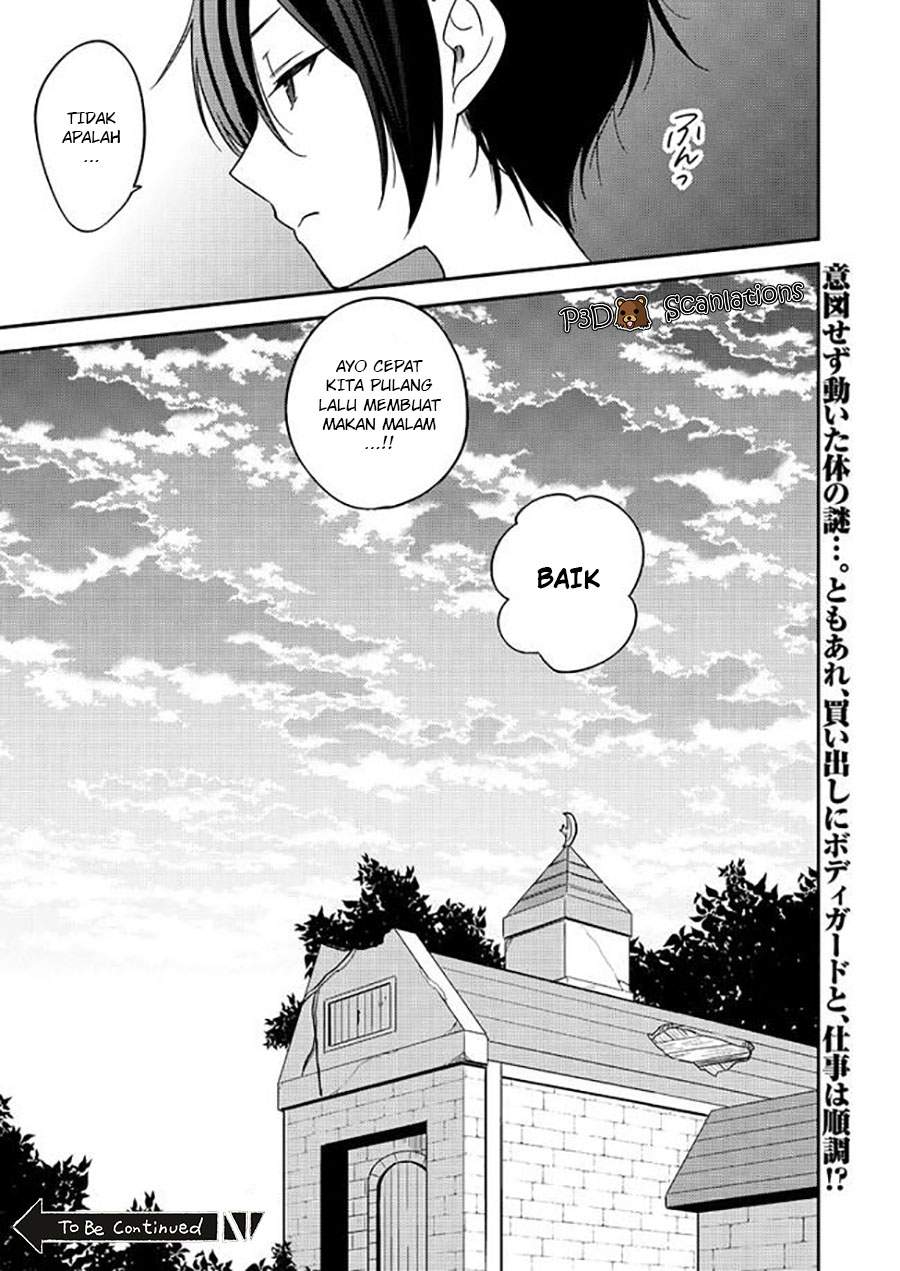 ふんっ
TIDAK
APALAH
...
P3D Scanlations
AYO CEPAT
KITA PULANG
LALU MEMBUAT
MAKAN MALAM
...!!
BAIK
意図せず動いた体の謎…。ともあれ、買い出しにボディガードと、仕事は順調!?
To Be Continued